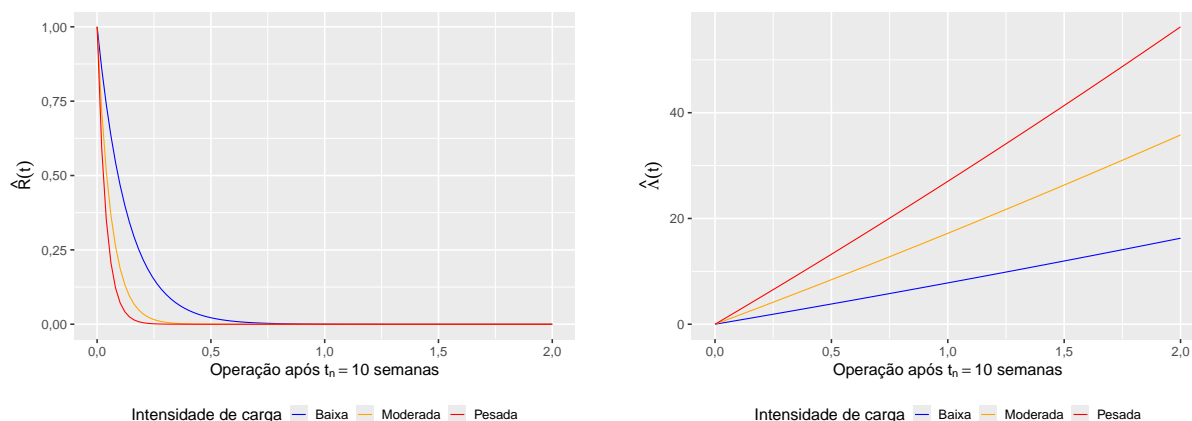 1,00
0,75
0,50
0,25
0,00
R̂(t)
0,0 0,5 1,0 1,5 2,0
Operação após tₙ = 10 semanas
Intensidade de carga Baixa Moderada Pesada
40
20
0
Λ̂(t)
0,0 0,5 1,0 1,5 2,0
Operação após tₙ = 10 semanas
Intensidade de carga Baixa Moderada Pesada